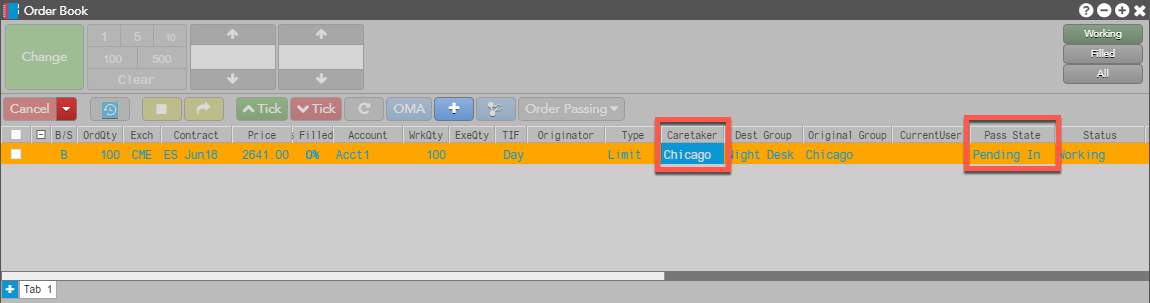 Order Book
Change
1 5 10
100 500
Clear
Working
Filled
All
Cancel Tick Tick OMA Order Passing
B/S OrdQty Exch Contract Price % Filled Account WrkQty ExeQty TIF Originator Type Caretaker Dest Group Original Group CurrentUser Pass State Status
B 100 CME ES Jun18 2641.00 0% Acct1 100 Day Limit Chicago Night Desk Chicago Pending In Working
Tab 1